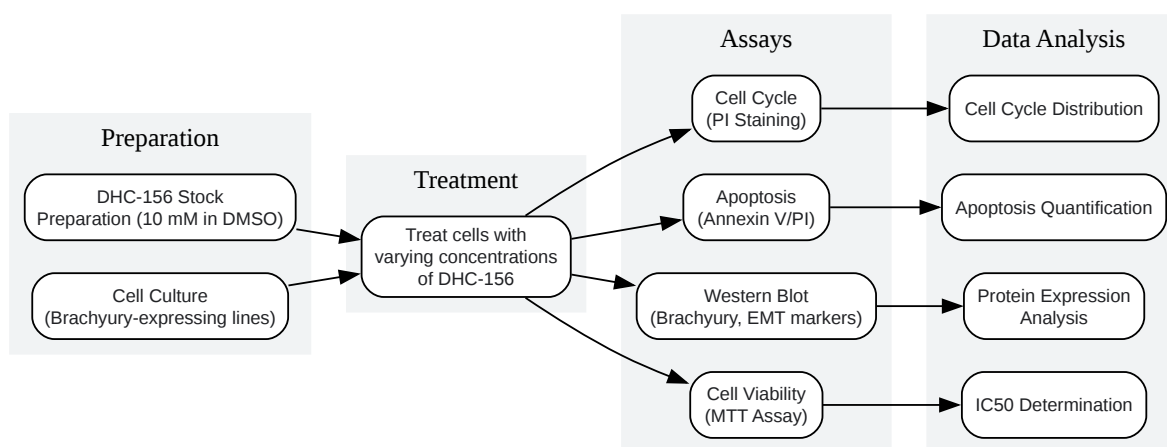 Preparation
DHC-156 Stock
Preparation (10 mM in DMSO)
Cell Culture
(Brachyury-expressing lines)
Treatment
Treat cells with
varying concentrations
of DHC-156
Assays
Cell Cycle
(PI Staining)
Apoptosis
(Annexin V/PI)
Western Blot
(Brachyury, EMT markers)
Cell Viability
(MTT Assay)
Data Analysis
Cell Cycle Distribution
Apoptosis Quantification
Protein Expression
Analysis
IC50 Determination